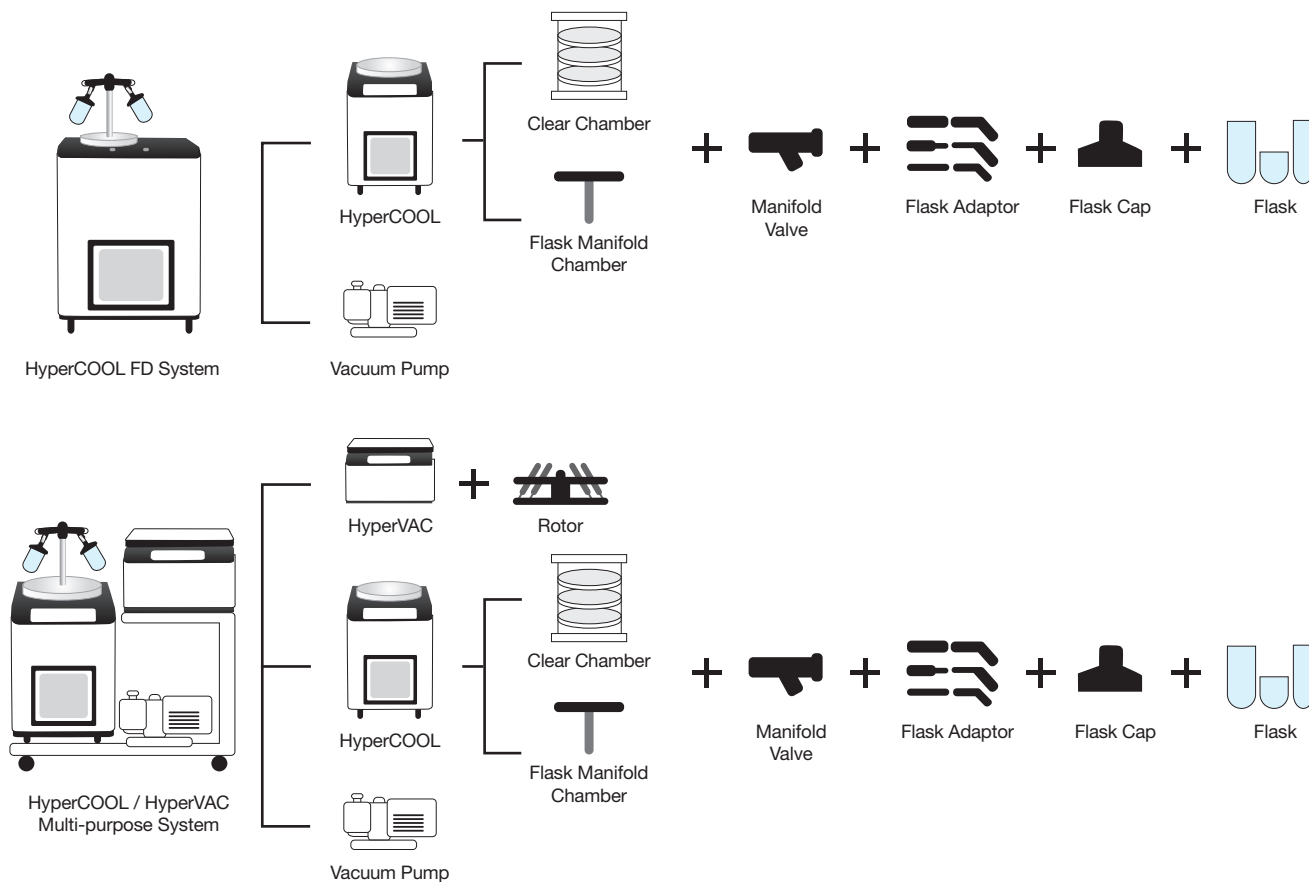 Clear Chamber
HyperCOOL
Manifold
Valve
Flask Adaptor
Flask Cap
Flask
Flask Manifold
Chamber
HyperCOOL FD System
Vacuum Pump
HyperVAC
Rotor
Clear Chamber
HyperCOOL
Manifold
Valve
Flask Adaptor
Flask Cap
Flask
Flask Manifold
Chamber
HyperCOOL / HyperVAC
Multi-purpose System
Vacuum Pump